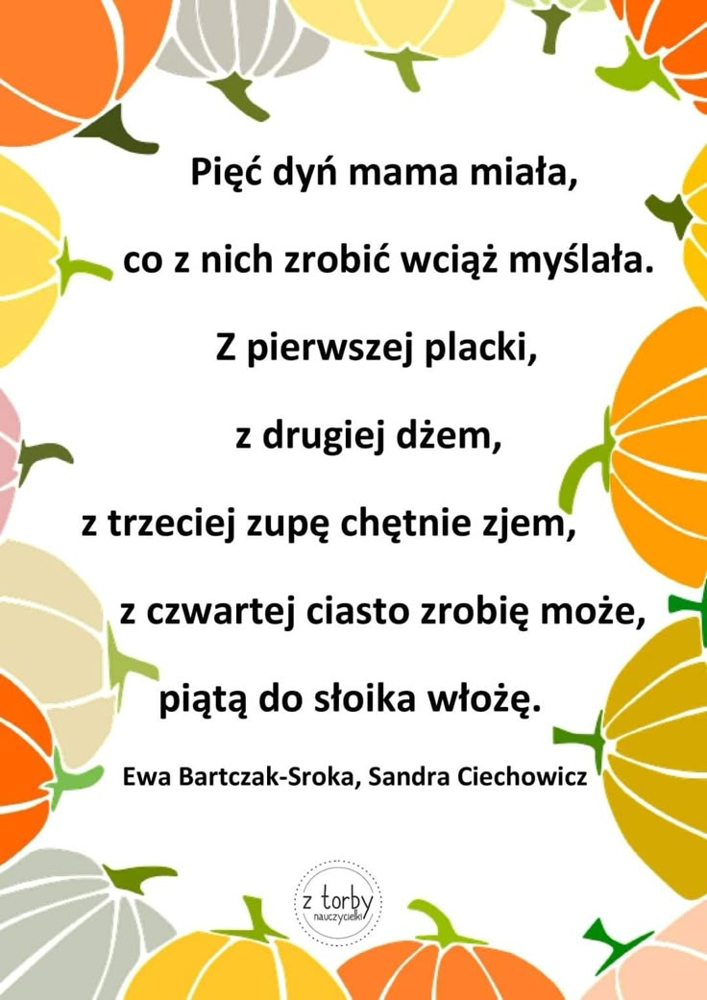 Pięć dyń mama miała,
co z nich zrobić wciąż myślała.
Z pierwszej placki,
z drugiej dżem,
z trzeciej zupę chętnie zjem,
z czwartej ciasto zrobię może,
piątą do słoika włożę.
Ewa Bartczak-Sroka, Sandra Ciechowicz
z torby
nauczycielki